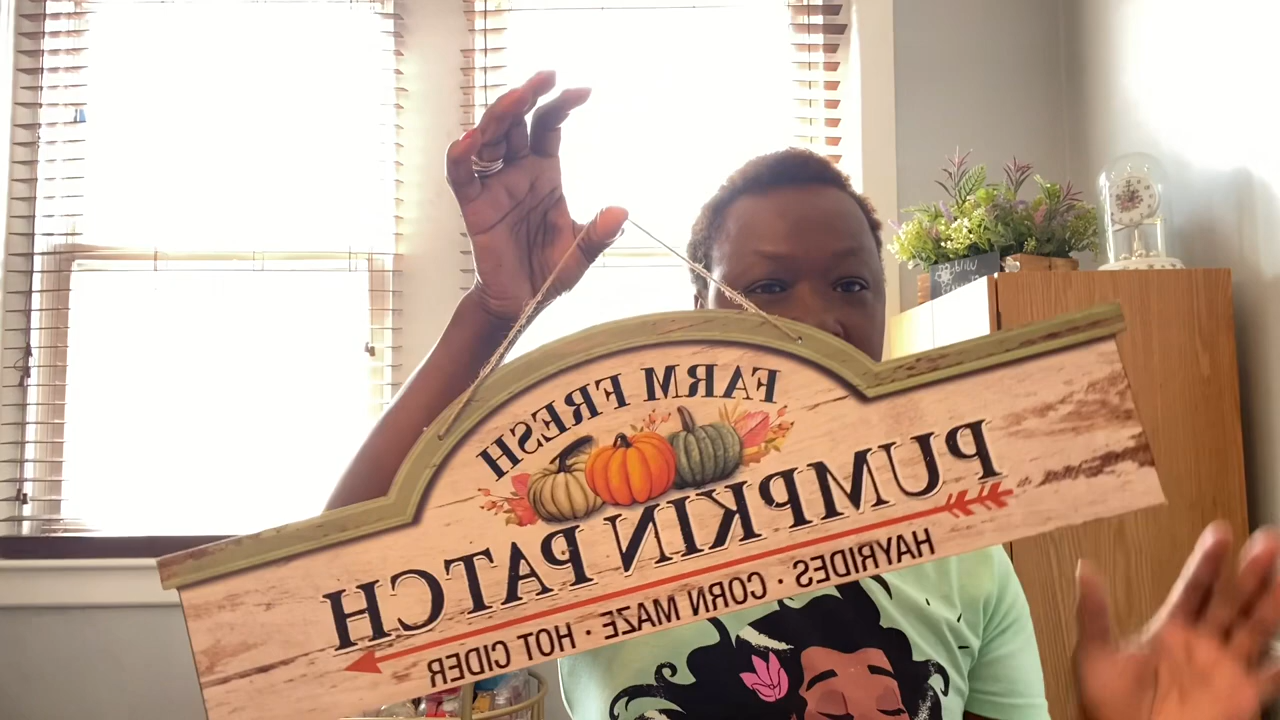 FARM FRESH
PUMPKIN PATCH
HAYRIDES · CORN MAZE · HOT CIDER